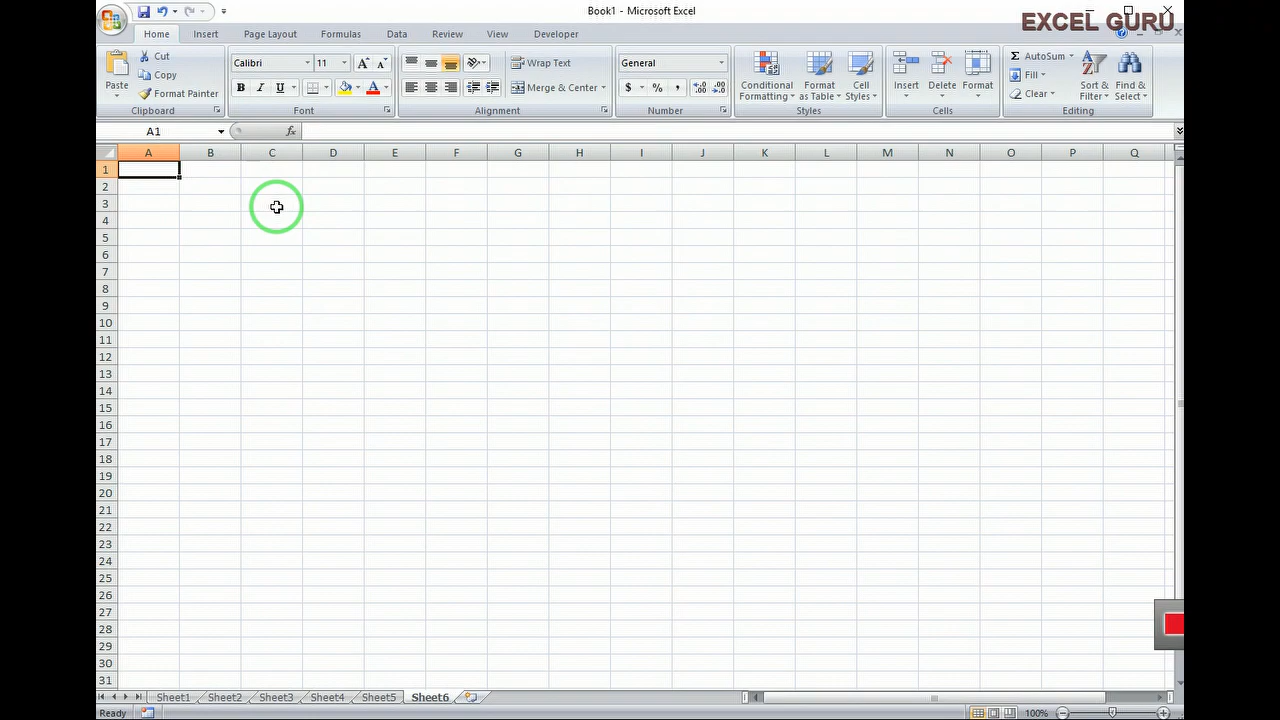 Book1 - Microsoft Excel
EXCEL GURU
Home Insert Page Layout Formulas Data Review View Developer
Cut
Copy
Format Painter
Paste
Clipboard
Calibri 11
B I U
Font
Wrap Text
Merge & Center
Alignment
General
$ % ,
Number
Conditional Formatting
Format as Table
Cell Styles
Styles
Insert Delete Format
Cells
Σ AutoSum
Fill
Clear
Sort & Filter
Find & Select
Editing
A1 fx
A B C D E F G H I J K L M N O P Q
1
2
3
4
5
6
7
8
9
10
11
12
13
14
15
16
17
18
19
20
21
22
23
24
25
26
27
28
29
30
31
Sheet1 Sheet2 Sheet3 Sheet4 Sheet5 Sheet6
Ready 100%